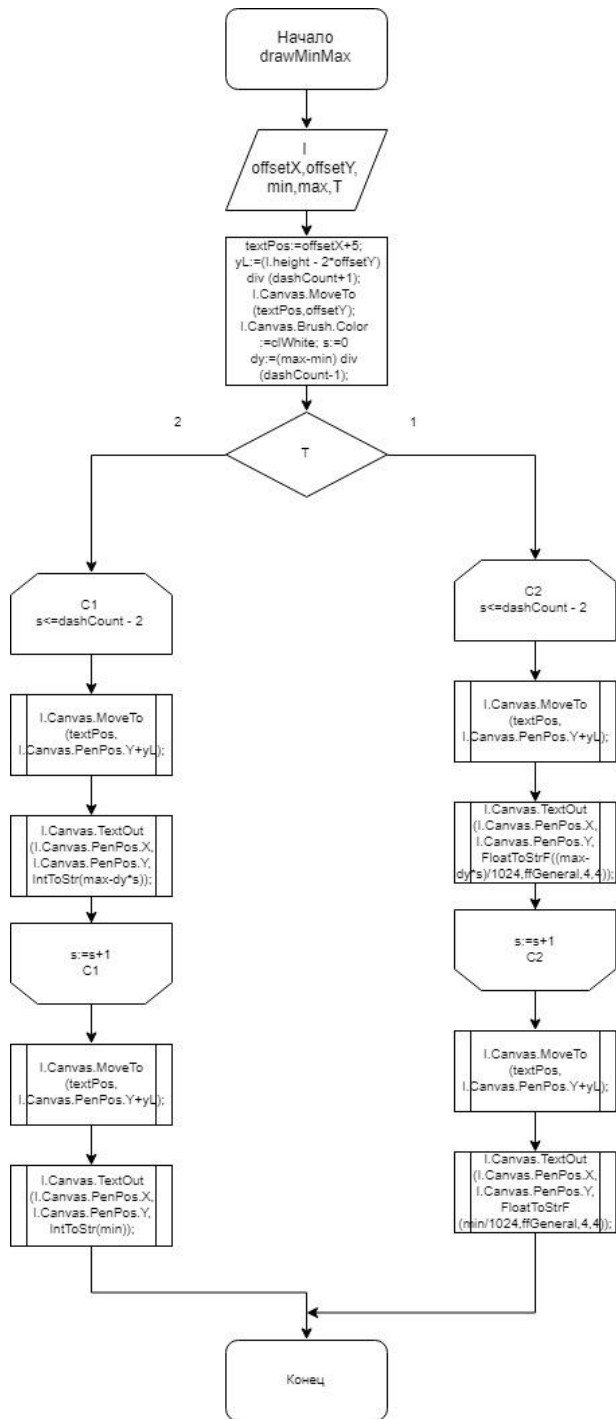 Начало
drawMinMax
I
offsetX,offsetY,
min,max,T
textPos:=offsetX+5;
yL:=(I.height - 2*offsetY)
div (dashCount+1);
I.Canvas.MoveTo
(textPos,offsetY);
I.Canvas.Brush.Color
:=clWhite; s:=0
dy:=(max-min) div
(dashCount-1);
2
1
T
C1
s<=dashCount - 2
I.Canvas.MoveTo
(textPos,
I.Canvas.PenPos.Y+yL);
I.Canvas.TextOut
(I.Canvas.PenPos.X,
I.Canvas.PenPos.Y,
IntToStr(max-dy*s));
s:=s+1
C1
I.Canvas.MoveTo
(textPos,
I.Canvas.PenPos.Y+yL);
I.Canvas.TextOut
(I.Canvas.PenPos.X,
I.Canvas.PenPos.Y,
IntToStr(min));
C2
s<=dashCount - 2
I.Canvas.MoveTo
(textPos,
I.Canvas.PenPos.Y+yL);
I.Canvas.TextOut
(I.Canvas.PenPos.X,
I.Canvas.PenPos.Y,
FloatToStrF((max-
dy*s)/1024,ffGeneral,4,4));
s:=s+1
C2
I.Canvas.MoveTo
(textPos,
I.Canvas.PenPos.Y+yL);
I.Canvas.TextOut
(I.Canvas.PenPos.X,
I.Canvas.PenPos.Y,
FloatToStrF
(min/1024,ffGeneral,4,4));
Конец